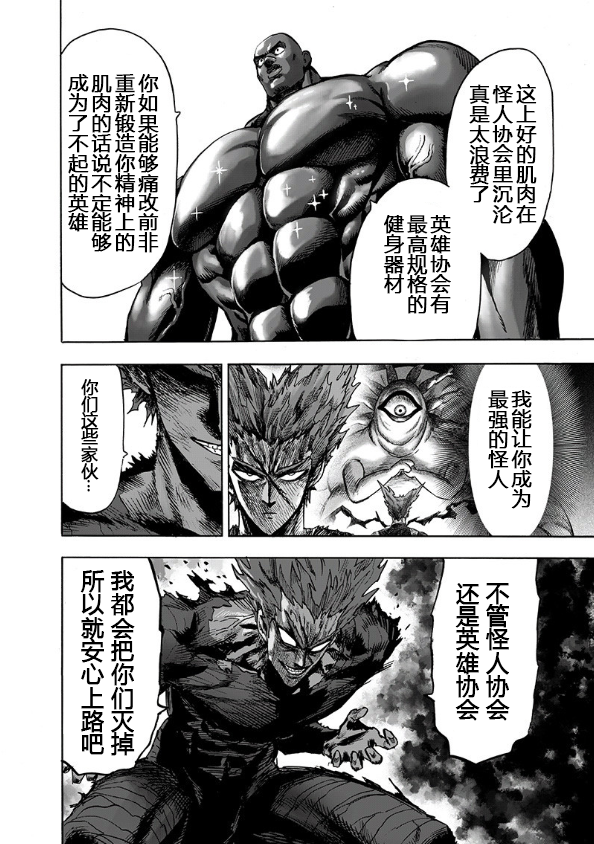 这上好的肌肉在
怪人协会里沉沦
真是太浪费了
英雄协会有
最高规格的
健身器材
你如果能够痛改前非
重新锻造你精神上的
肌肉的话说不定能够
成为了不起的英雄
我能让你成为
最强的怪人
你们这些家伙…
不管怪人协会
还是英雄协会
我都会把你们灭掉
所以就安心上路吧